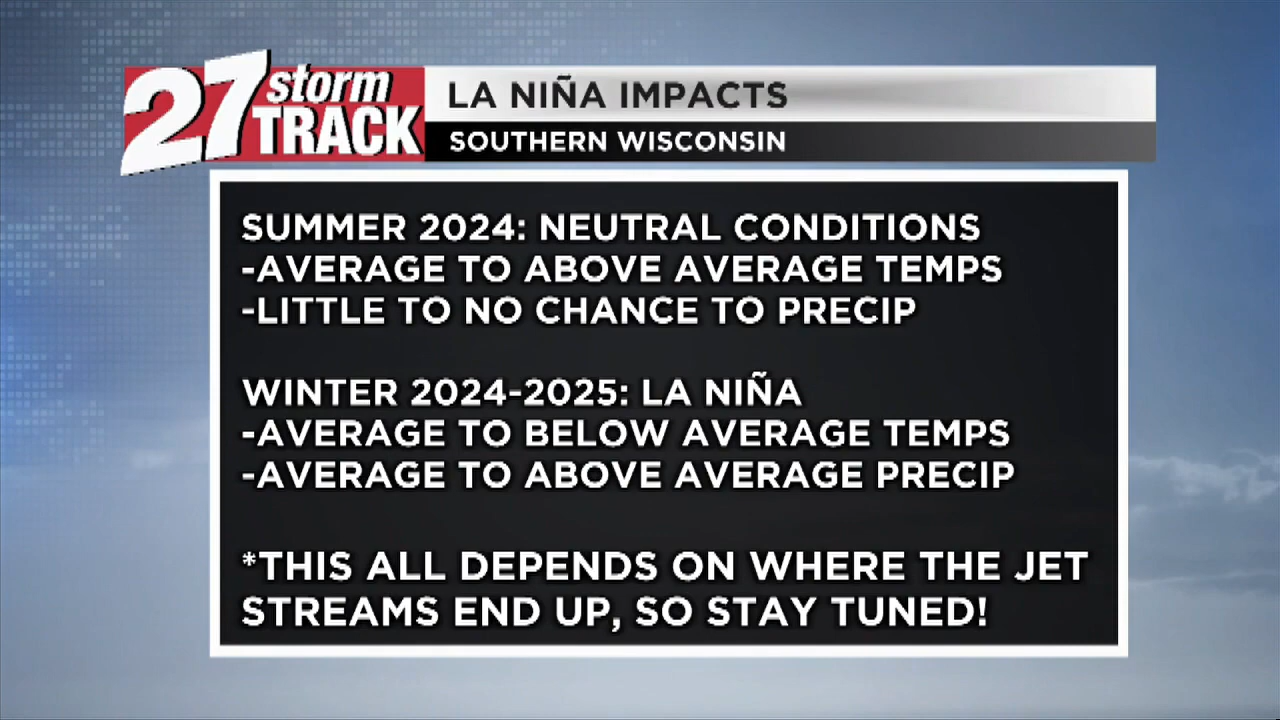 27 storm TRACK
LA NIÑA IMPACTS
SOUTHERN WISCONSIN
SUMMER 2024: NEUTRAL CONDITIONS
-AVERAGE TO ABOVE AVERAGE TEMPS
-LITTLE TO NO CHANCE TO PRECIP
WINTER 2024-2025: LA NIÑA
-AVERAGE TO BELOW AVERAGE TEMPS
-AVERAGE TO ABOVE AVERAGE PRECIP
*THIS ALL DEPENDS ON WHERE THE JET
STREAMS END UP, SO STAY TUNED!